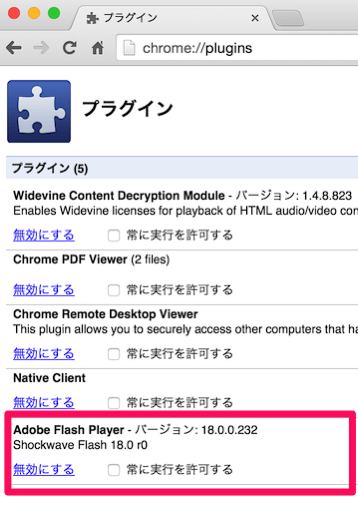 プラグイン
chrome://plugins
プラグイン
プラグイン (5)
Widevine Content Decryption Module - バージョン: 1.4.8.823
Enables Widevine licenses for playback of HTML audio/video con
無効にする 常に実行を許可する
Chrome PDF Viewer (2 files)
無効にする 常に実行を許可する
Chrome Remote Desktop Viewer
This plugin allows you to securely access other computers that ha
無効にする 常に実行を許可する
Native Client
無効にする 常に実行を許可する
Adobe Flash Player - バージョン: 18.0.0.232
Shockwave Flash 18.0 r0
無効にする 常に実行を許可する